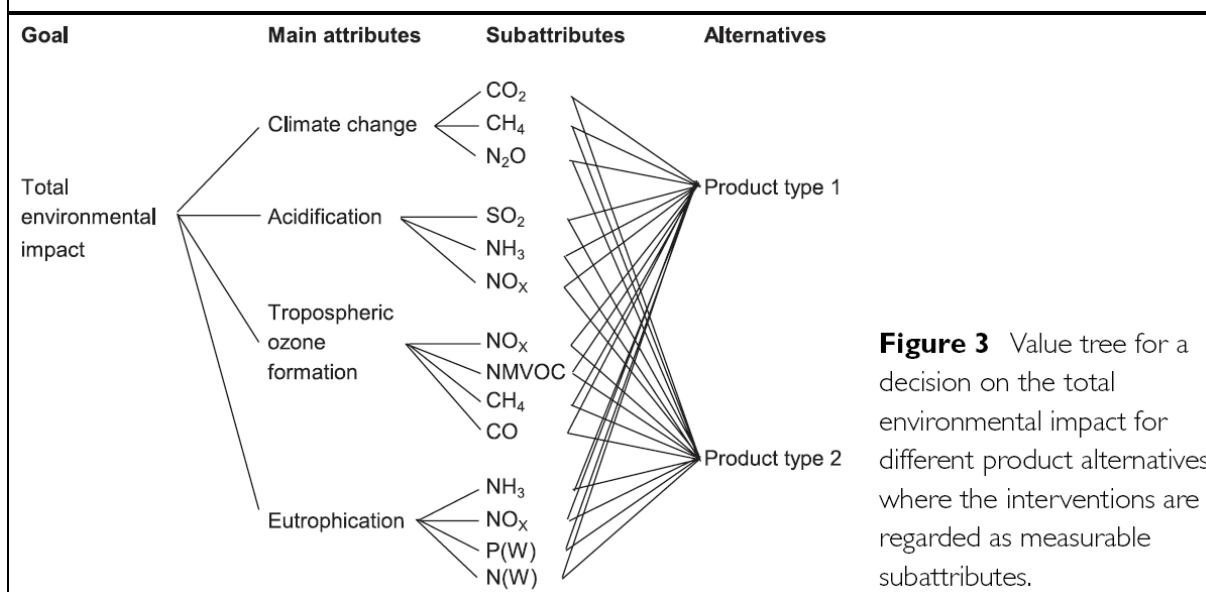 Goal Main attributes Subattributes Alternatives
CO₂
Climate change CH₄
N₂O
Total environmental impact
Product type 1
Acidification SO₂
NH₃
NOₓ
Tropospheric
ozone
formation
NOₓ
NMVOC
CH₄
CO
Product type 2
NH₃
Eutrophication NOₓ
P(W)
N(W)
Figure 3 Value tree for a
decision on the total
environmental impact for
different product alternatives
where the interventions are
regarded as measurable
subattributes.